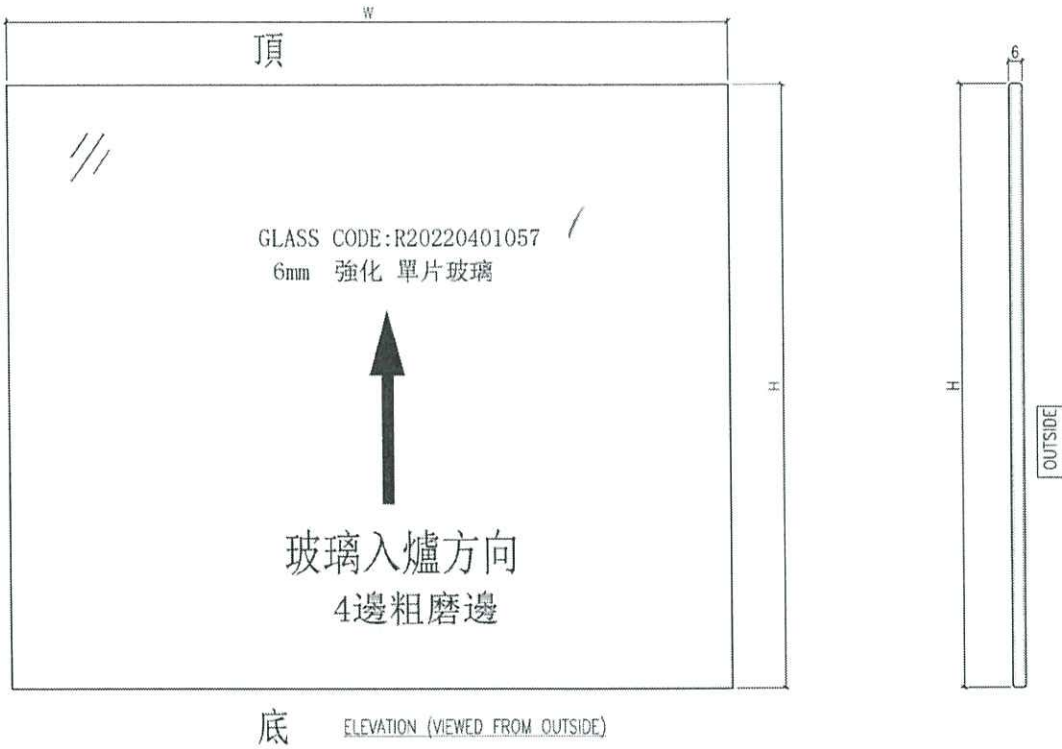 W
頂
6
GLASS CODE:R20220401057
6mm 強化 單片玻璃
H
H
OUTSIDE
玻璃入爐方向
4邊粗磨邊
底
ELEVATION (VIEWED FROM OUTSIDE)